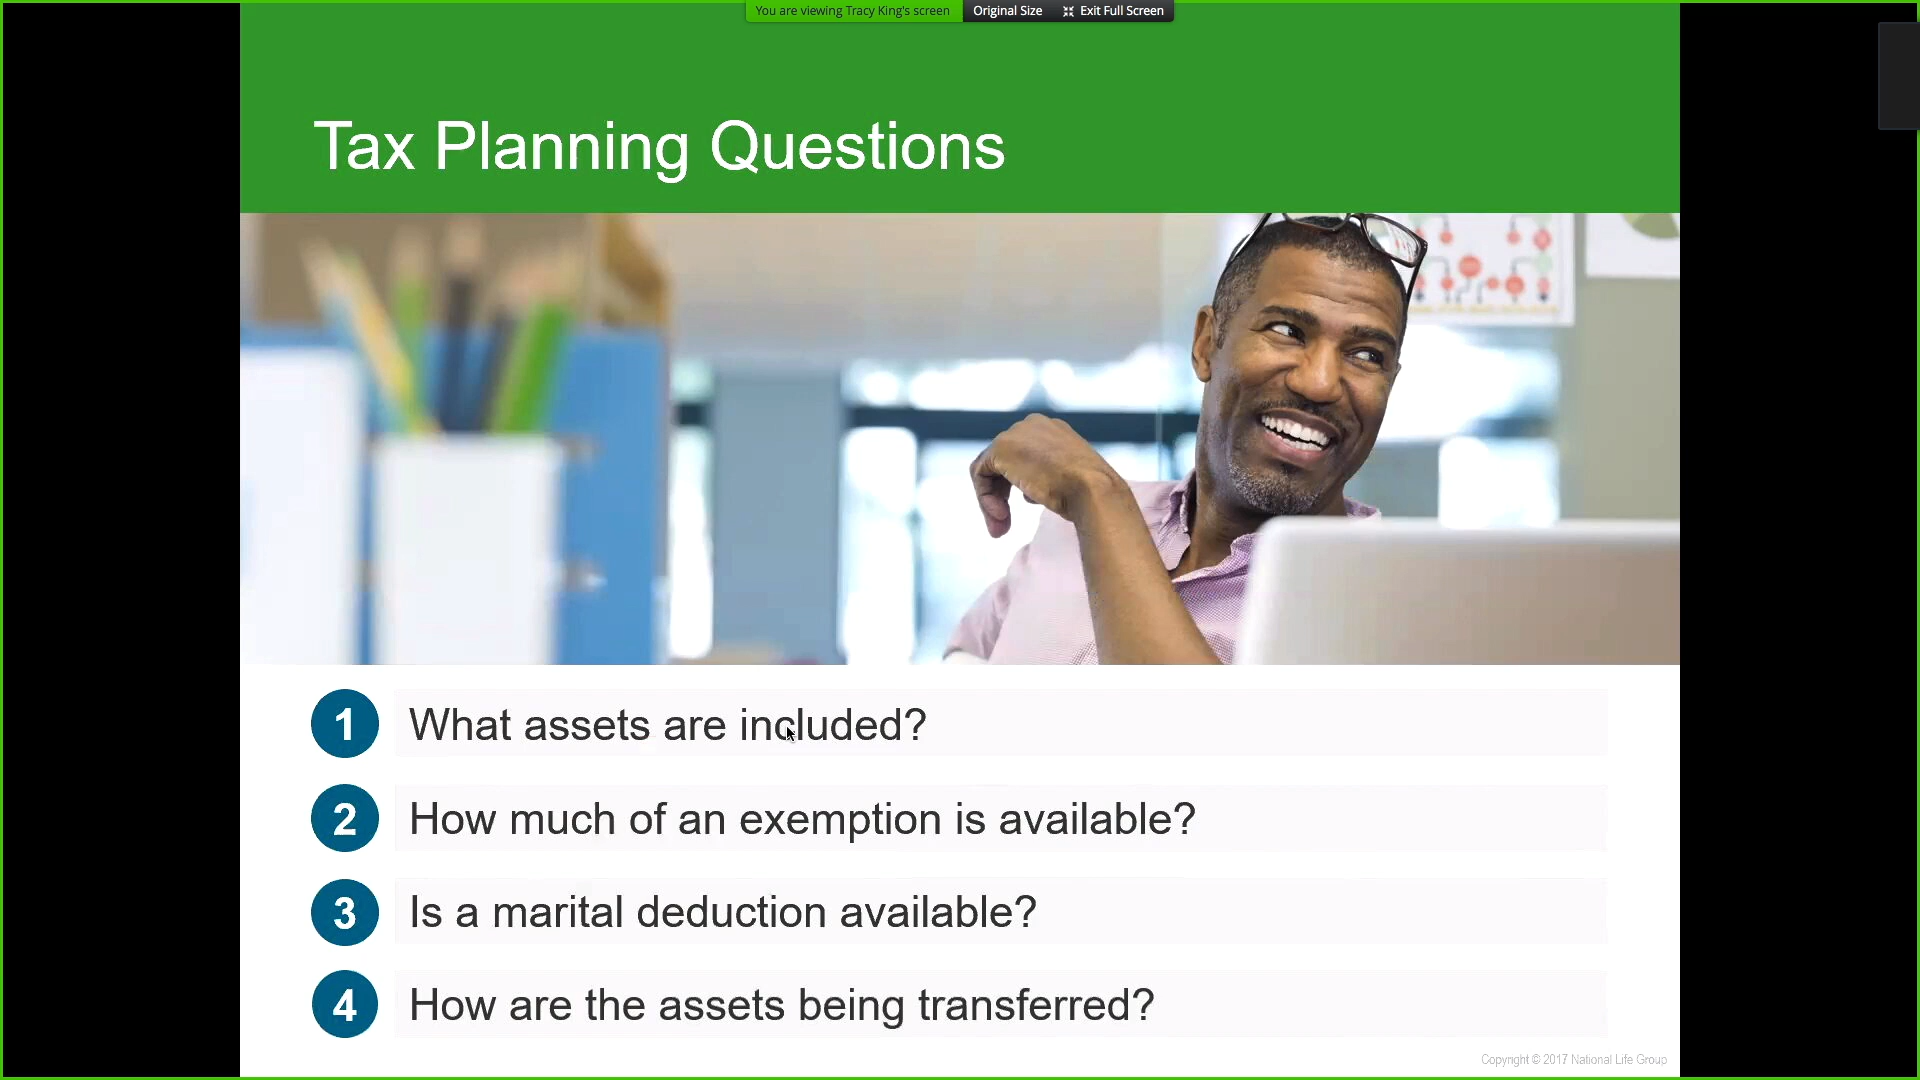 You are viewing Tracy King's screen Original Size Exit Full Screen
Tax Planning Questions
1 What assets are included?
2 How much of an exemption is available?
3 Is a marital deduction available?
4 How are the assets being transferred?
Copyright © 2017 National Life Group